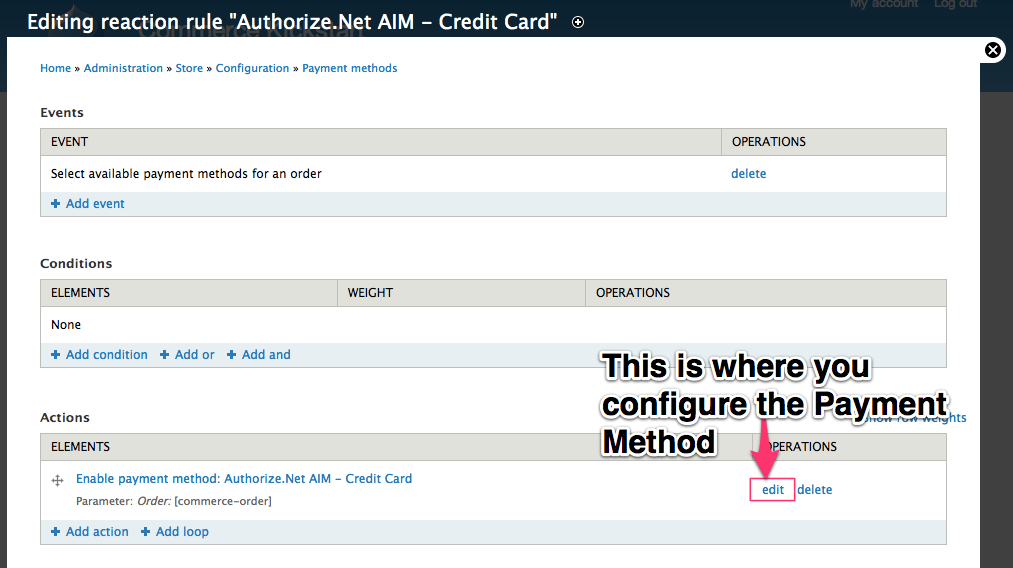 My account Log out
Editing reaction rule "Authorize.Net AIM – Credit Card"
Commerce Kickstart
Home » Administration » Store » Configuration » Payment methods
Events
EVENT OPERATIONS
Select available payment methods for an order delete
Add event
Conditions
ELEMENTS WEIGHT OPERATIONS
None
Add condition Add or Add and
This is where you
configure the Payment
Method
Actions Show row weights
ELEMENTS OPERATIONS
Enable payment method: Authorize.Net AIM – Credit Card
Parameter: Order: [commerce-order]
edit delete
Add action Add loop